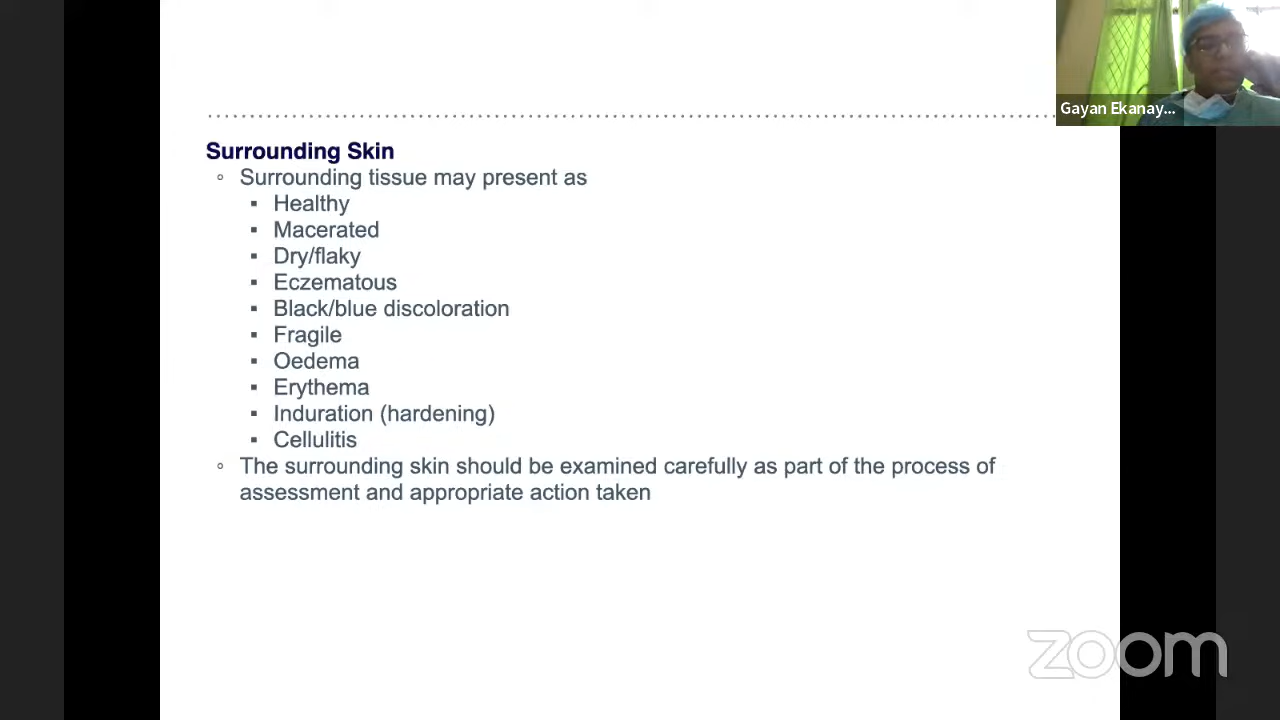 Gayan Ekanay...
Surrounding Skin
Surrounding tissue may present as
Healthy
Macerated
Dry/flaky
Eczematous
Black/blue discoloration
Fragile
Oedema
Erythema
Induration (hardening)
Cellulitis
The surrounding skin should be examined carefully as part of the process of
assessment and appropriate action taken
zoom